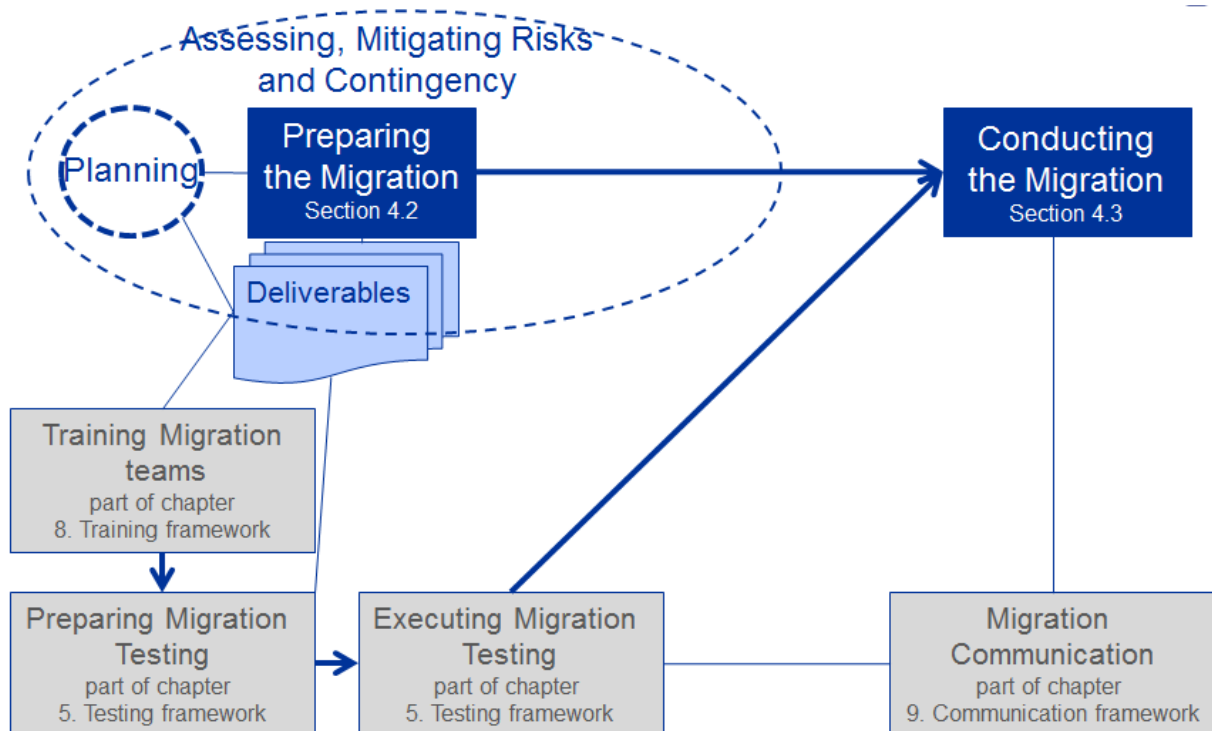 Assessing, Mitigating Risks
and Contingency
Planning
Preparing
the Migration
Section 4.2
Conducting
the Migration
Section 4.3
Deliverables
Training Migration
teams
part of chapter
8. Training framework
Preparing Migration
Testing
part of chapter
5. Testing framework
Executing Migration
Testing
part of chapter
5. Testing framework
Migration
Communication
part of chapter
9. Communication framework